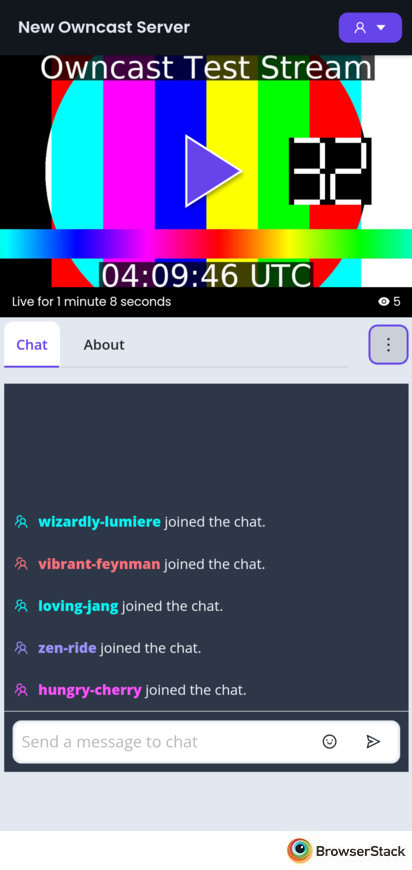 New Owncast Server
Owncast Test Stream
32
04:09:46 UTC
Live for 1 minute 8 seconds
5
Chat
About
wizardly-lumiere joined the chat.
vibrant-feynman joined the chat.
loving-jang joined the chat.
zen-ride joined the chat.
hungry-cherry joined the chat.
Send a message to chat
BrowserStack